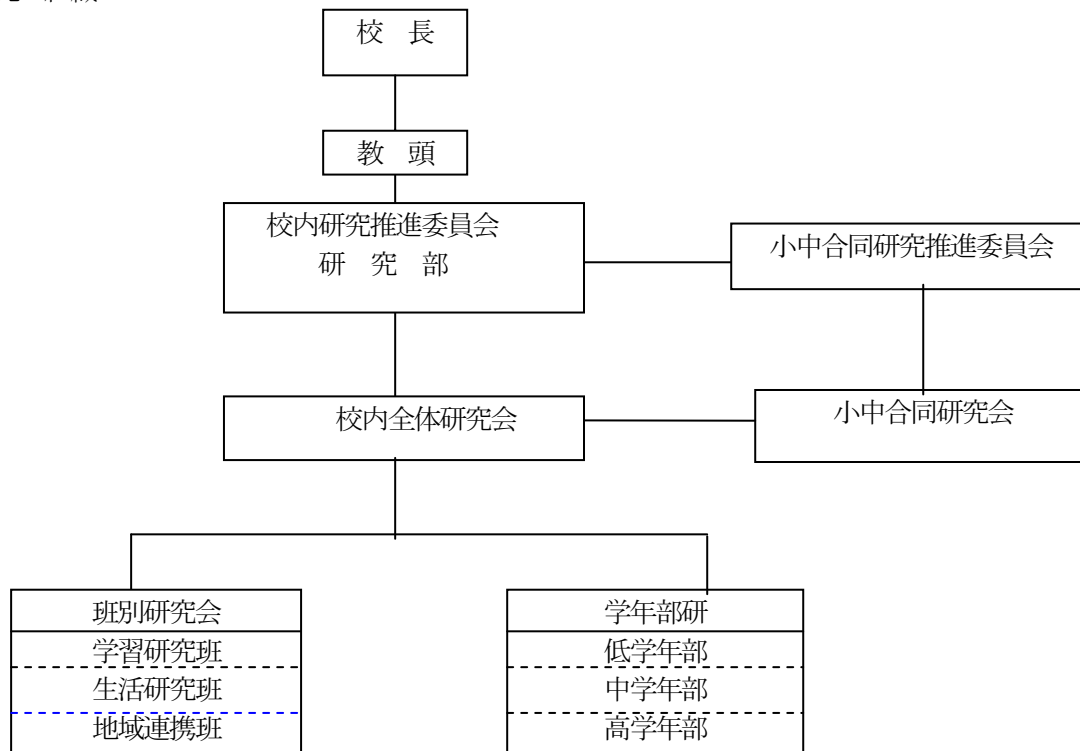 校 長
教 頭
校内研究推進委員会
研 究 部
小中合同研究推進委員会
校内全体研究会
小中合同研究会
班別研究会
学習研究班
生活研究班
地域連携班
学年部研
低学年部
中学年部
高学年部